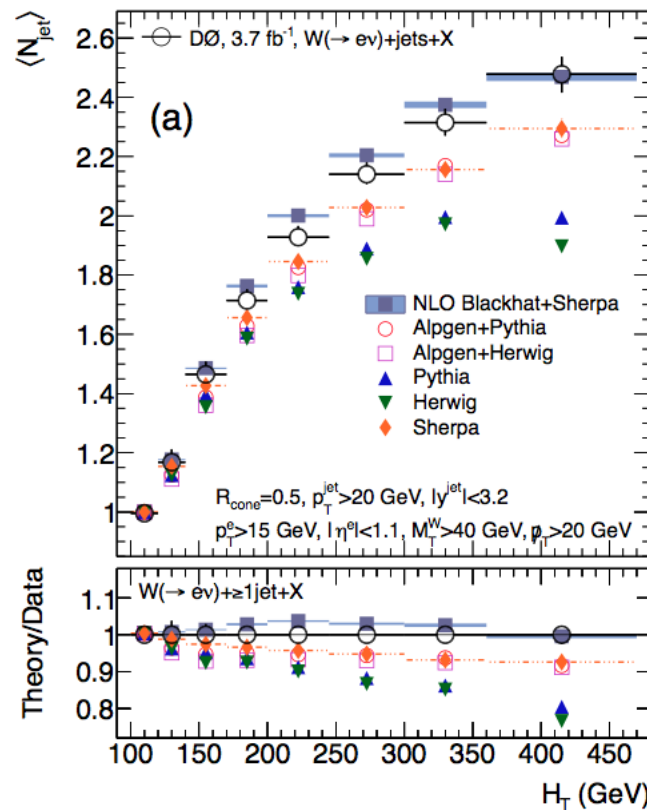 ⟨N_jet⟩
DØ, 3.7 fb⁻¹, W(→ eν)+jets+X
(a)
2.6
2.4
2.2
2
1.8
1.6
1.4
1.2
1
NLO Blackhat+Sherpa
Alpgen+Pythia
Alpgen+Herwig
Pythia
Herwig
Sherpa
R_cone=0.5, p_T^jet>20 GeV, |y^jet|<3.2
p_T^e>15 GeV, |η^e|<1.1, M_T^W>40 GeV, p̸_T>20 GeV
Theory/Data
W(→ eν)+≥1jet+X
1.1
1
0.9
0.8
100 150 200 250 300 350 400 450
H_T (GeV)